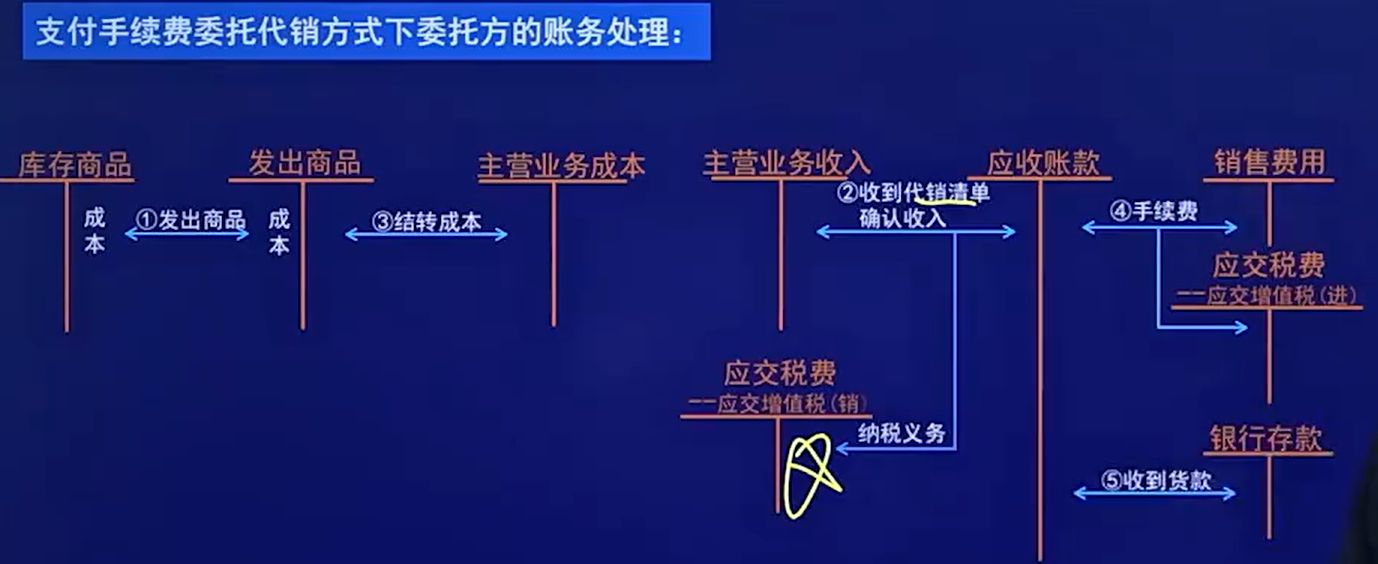 支付手续费委托代销方式下委托方的账务处理：
库存商品
发出商品
主营业务成本
主营业务收入
应收账款
销售费用
成本
①发出商品
成本
③结转成本
②收到代销清单
确认收入
④手续费
应交税费
——应交增值税(进)
应交税费
——应交增值税(销)
纳税义务
银行存款
⑤收到货款